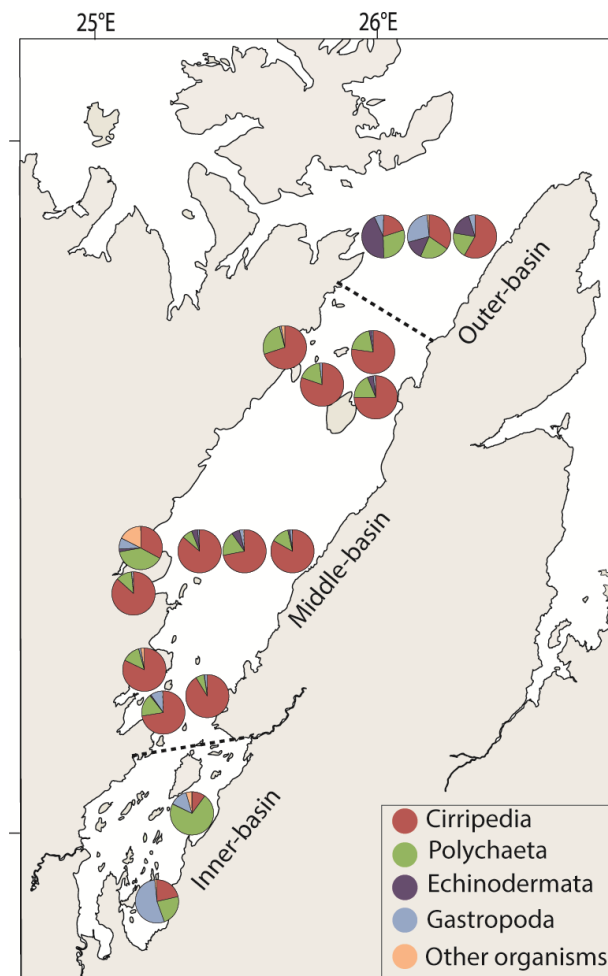 25°E
26°E
Outer-basin
Middle-basin
Inner-basin
Cirripedia
Polychaeta
Echinodermata
Gastropoda
Other organisms